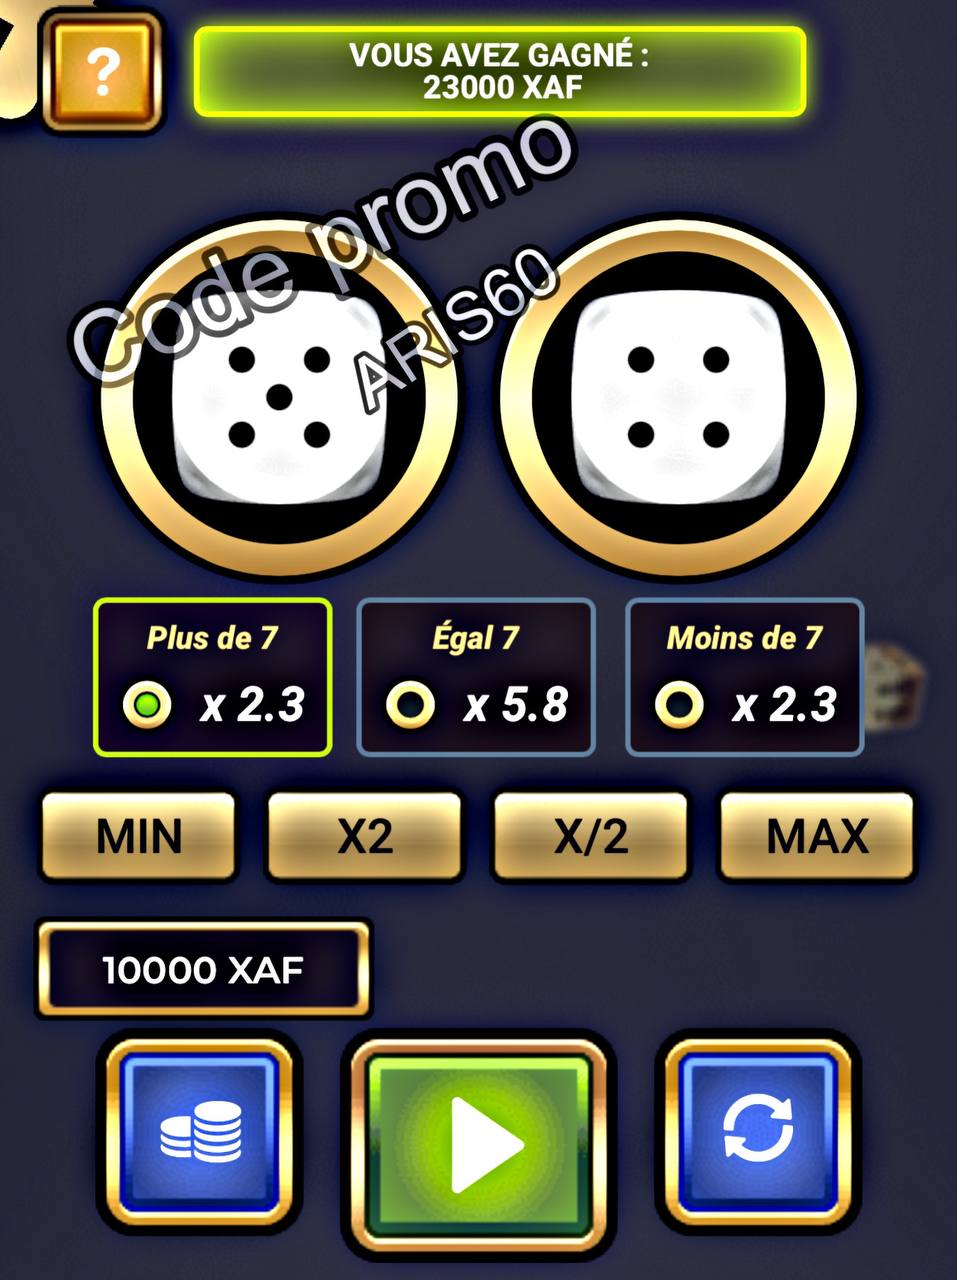 ?
VOUS AVEZ GAGNÉ :
23000 XAF
Code promo
ARIS60
Plus de 7
x 2.3
Égal 7
x 5.8
Moins de 7
x 2.3
MIN
X2
X/2
MAX
10000 XAF